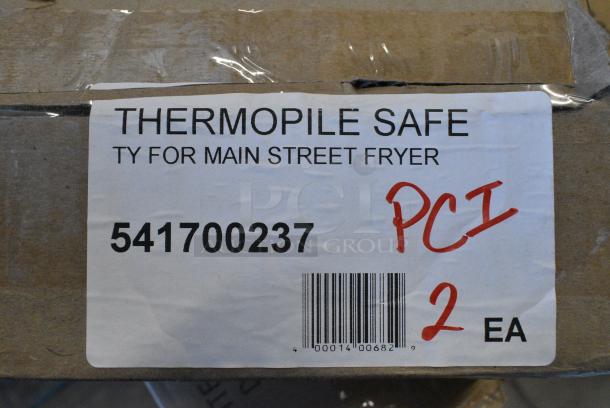 THERMOPILE SAFE
TY FOR MAIN STREET FRYER
PCI
541700237
GROUP
PCI
2 EA
4 00014 00682 9